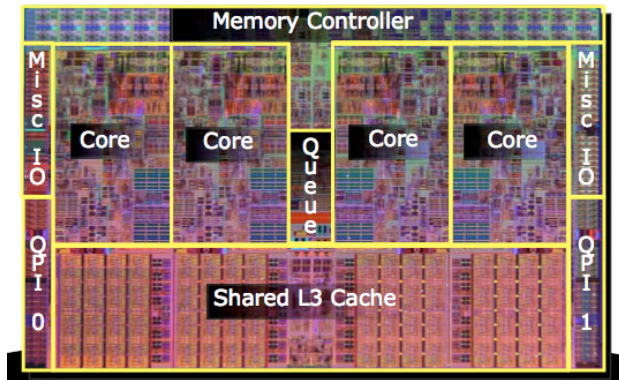 Memory Controller
Misc IO
Core
Core
Queue
Core
Core
Misc IO
QPI 0
Shared L3 Cache
QPI 1